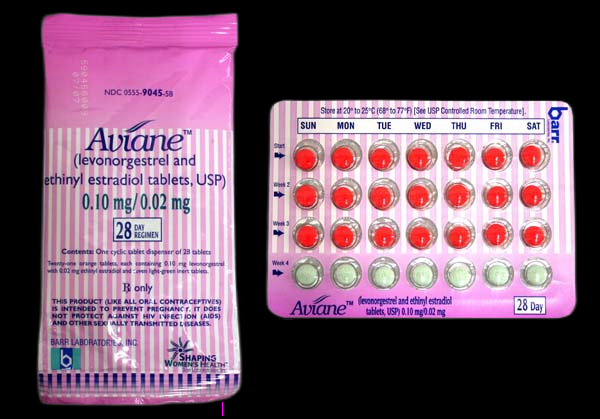 NDC 0555-9045-58
Aviane™
(levonorgestrel and
ethinyl estradiol tablets, USP)
0.10 mg/0.02 mg
28 DAY
REGIMEN
Contents: One cyclic tablet dispenser of 28 tablets
Twenty-one orange tablets, each containing 0.10 mg levonorgestrel
with 0.02 mg ethinyl estradiol and seven light-green inert tablets.
℞ only
THIS PRODUCT (LIKE ALL ORAL CONTRACEPTIVES)
IS INTENDED TO PREVENT PREGNANCY. IT DOES
NOT PROTECT AGAINST HIV INFECTION (AIDS)
AND OTHER SEXUALLY TRANSMITTED DISEASES.
BARR LABORATORIES, INC.
b
SHAPING
WOMEN'S HEALTH™
Barr Laboratories, Inc.
Store at 20° to 25°C (68° to 77°F) [See USP Controlled Room Temperature].
SUN MON TUE WED THU FRI SAT
barr
Start
Week 2
Week 3
Week 4
Aviane™ (levonorgestrel and ethinyl estradiol
tablets, USP) 0.10 mg/0.02 mg
28 Day